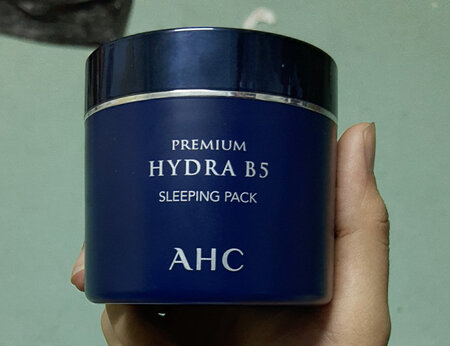 PREMIUM
HYDRA B5
SLEEPING PACK
AHC